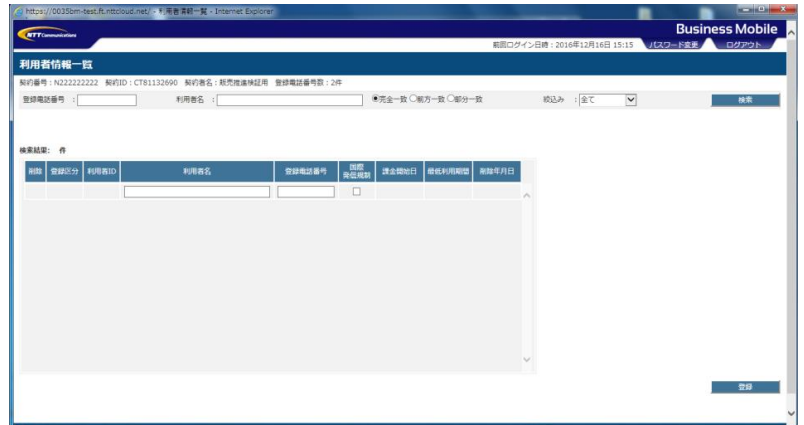 https://0035bm-test.ft.nttcloud.net/ - 利用者情報一覧 - Internet Explorer
NTT Communications
Business Mobile
前回ログイン日時：2016年12月16日 15:15 パスワード変更 ログアウト
利用者情報一覧
契約番号：N222222222 契約ID：CT81132690 契約者名：販売推進検証用 登録電話番号数：2件
登録電話番号 ： 利用者名 ： 完全一致 前方一致 部分一致 絞込み ：全て 検索
検索結果： 件
削除 登録区分 利用者ID 利用者名 登録電話番号 国際発信規制 課金開始日 最低利用期間 削除年月日
登録